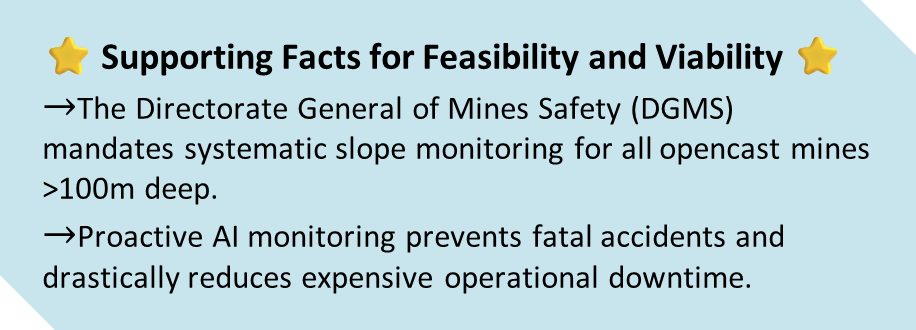 Supporting Facts for Feasibility and Viability
→The Directorate General of Mines Safety (DGMS)
mandates systematic slope monitoring for all opencast mines
>100m deep.
→Proactive AI monitoring prevents fatal accidents and
drastically reduces expensive operational downtime.